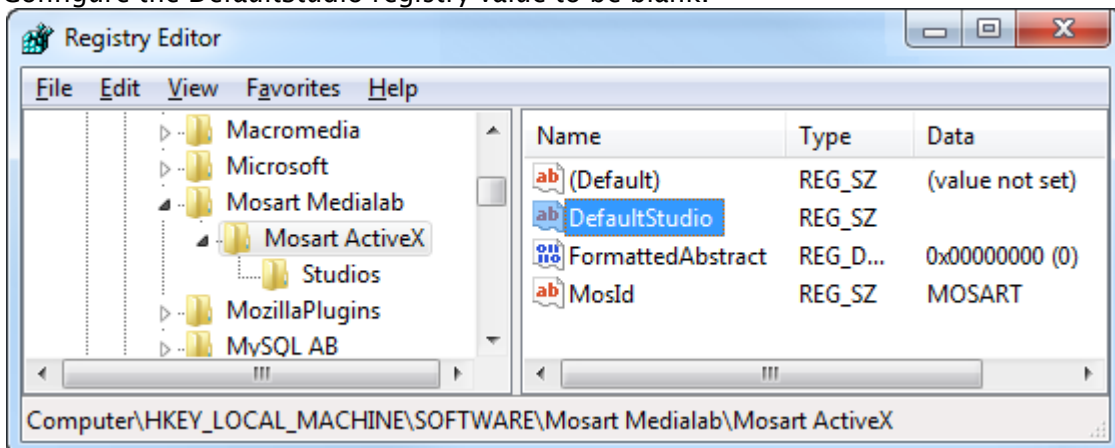 Configure the DefaultStudio registry value to be blank.
Registry Editor
File Edit View Favorites Help
Macromedia
Microsoft
Mosart Medialab
Mosart ActiveX
Studios
MozillaPlugins
MySQL AB
Name Type Data
(Default) REG_SZ (value not set)
DefaultStudio REG_SZ
FormattedAbstract REG_D... 0x00000000 (0)
MosId REG_SZ MOSART
Computer\HKEY_LOCAL_MACHINE\SOFTWARE\Mosart Medialab\Mosart ActiveX